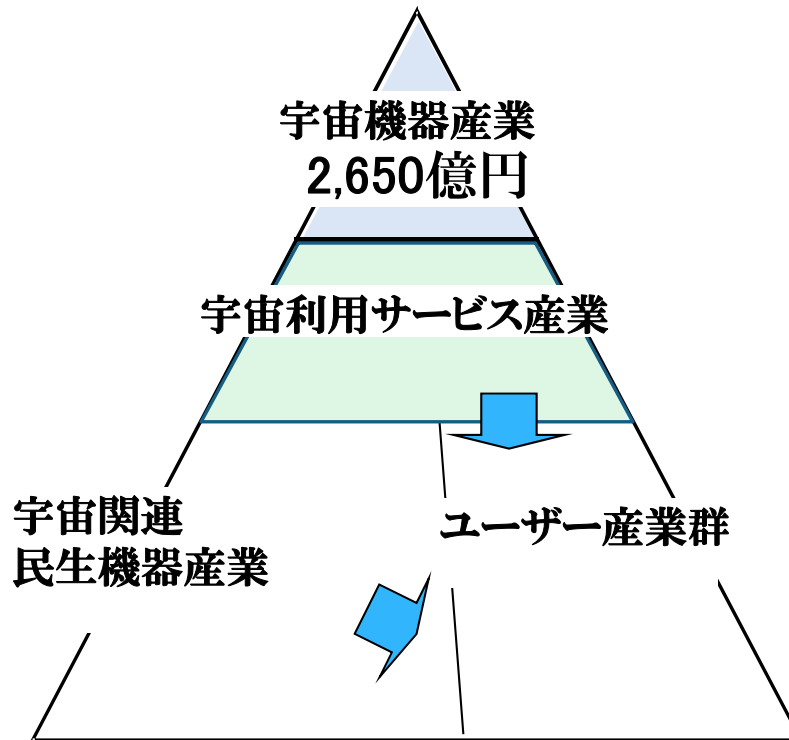 宇宙機器産業
2,650億円
宇宙利用サービス産業
宇宙関連
民生機器産業
ユーザー産業群